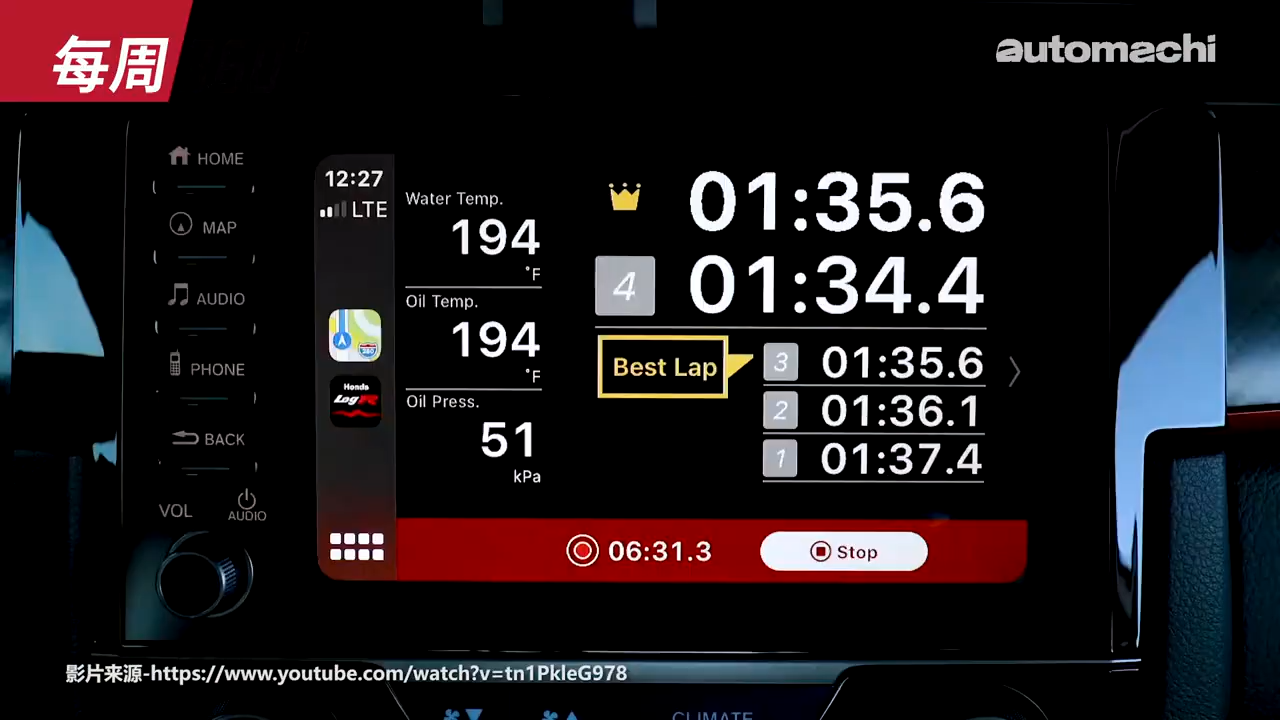 每周
automachi
HOME
MAP
AUDIO
PHONE
BACK
VOL
AUDIO
12:27
LTE
Honda
LogR
Water Temp.
194
°F
Oil Temp.
194
°F
Oil Press.
51
kPa
01:35.6
4 01:34.4
Best Lap
3 01:35.6
2 01:36.1
1 01:37.4
06:31.3
Stop
影片来源-https://www.youtube.com/watch?v=tn1PkleG978
CLIMATE